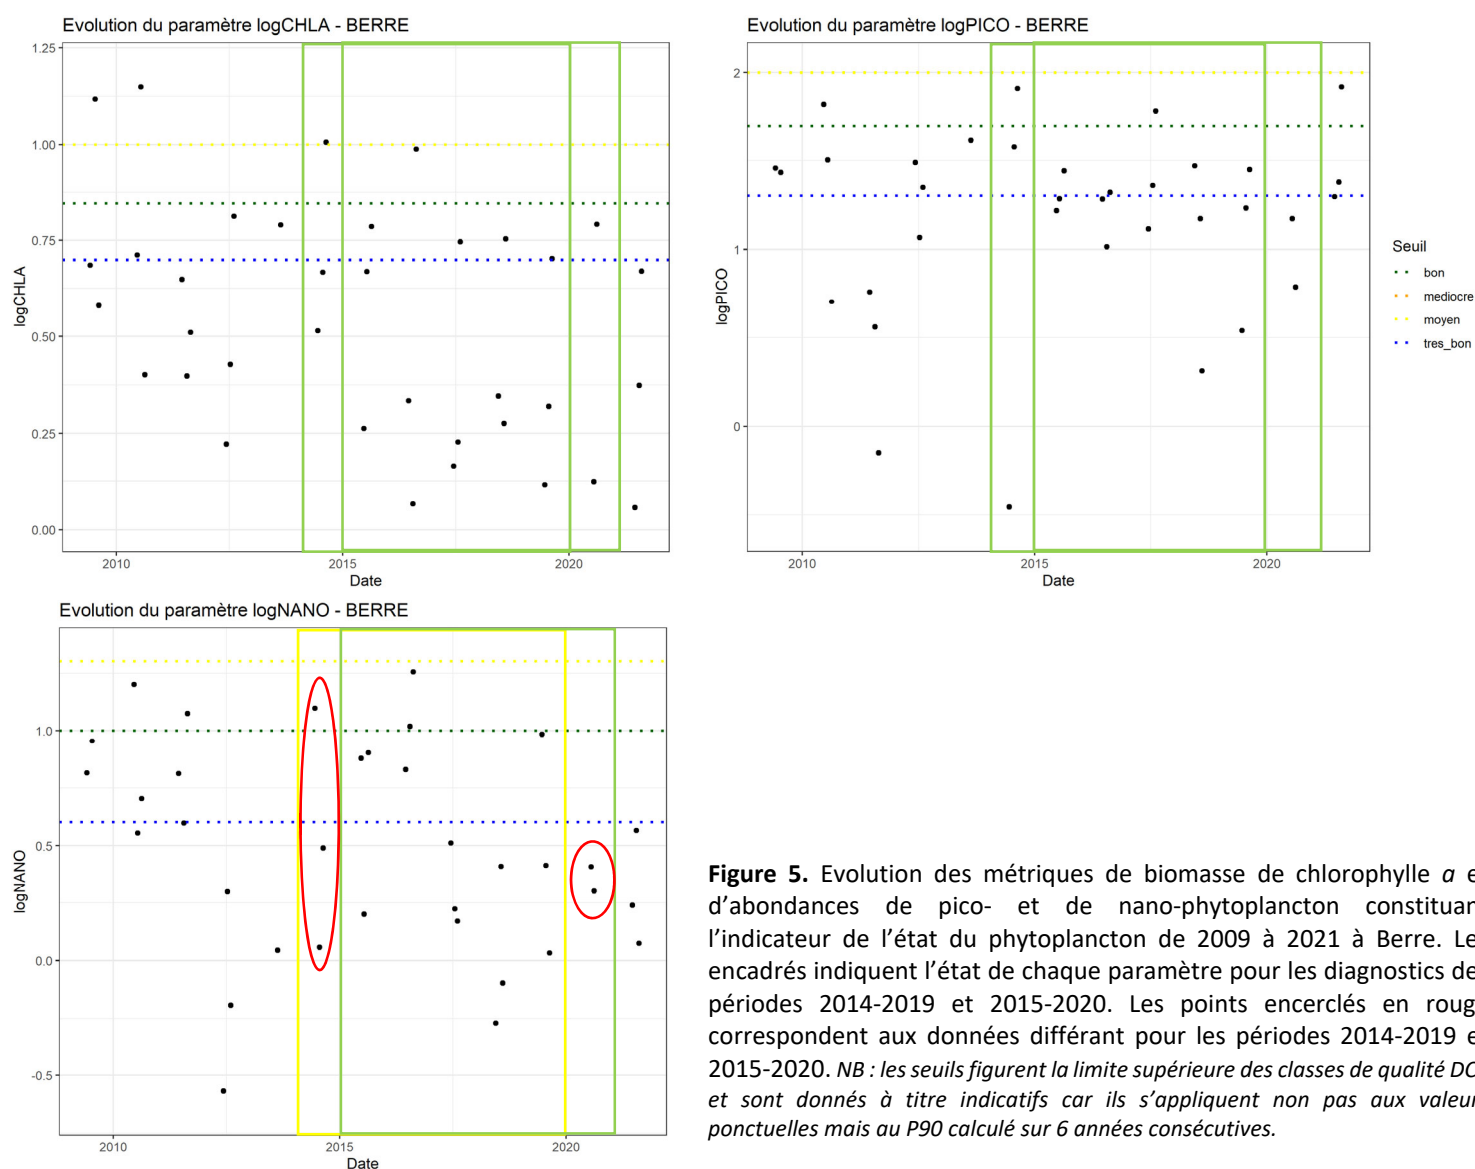 Evolution du paramètre logCHLA - BERRE
1.25
1.00
0.75
0.50
0.25
0.00
logCHLA
2010
2015
2020
Date
Evolution du paramètre logPICO - BERRE
2
1
0
logPICO
2010
2015
2020
Date
Seuil
bon
mediocre
moyen
tres_bon
Evolution du paramètre logNANO - BERRE
1.0
0.5
0.0
-0.5
logNANO
2010
2015
2020
Date
Figure 5. Evolution des métriques de biomasse de chlorophylle a e
d’abondances de pico- et de nano-phytoplancton constituan
l’indicateur de l’état du phytoplancton de 2009 à 2021 à Berre. Le
encadrés indiquent l’état de chaque paramètre pour les diagnostics de
périodes 2014-2019 et 2015-2020. Les points encerclés en roug
correspondent aux données différant pour les périodes 2014-2019 e
2015-2020. NB : les seuils figurent la limite supérieure des classes de qualité DC
et sont donnés à titre indicatifs car ils s’appliquent non pas aux valeur
ponctuelles mais au P90 calculé sur 6 années consécutives.